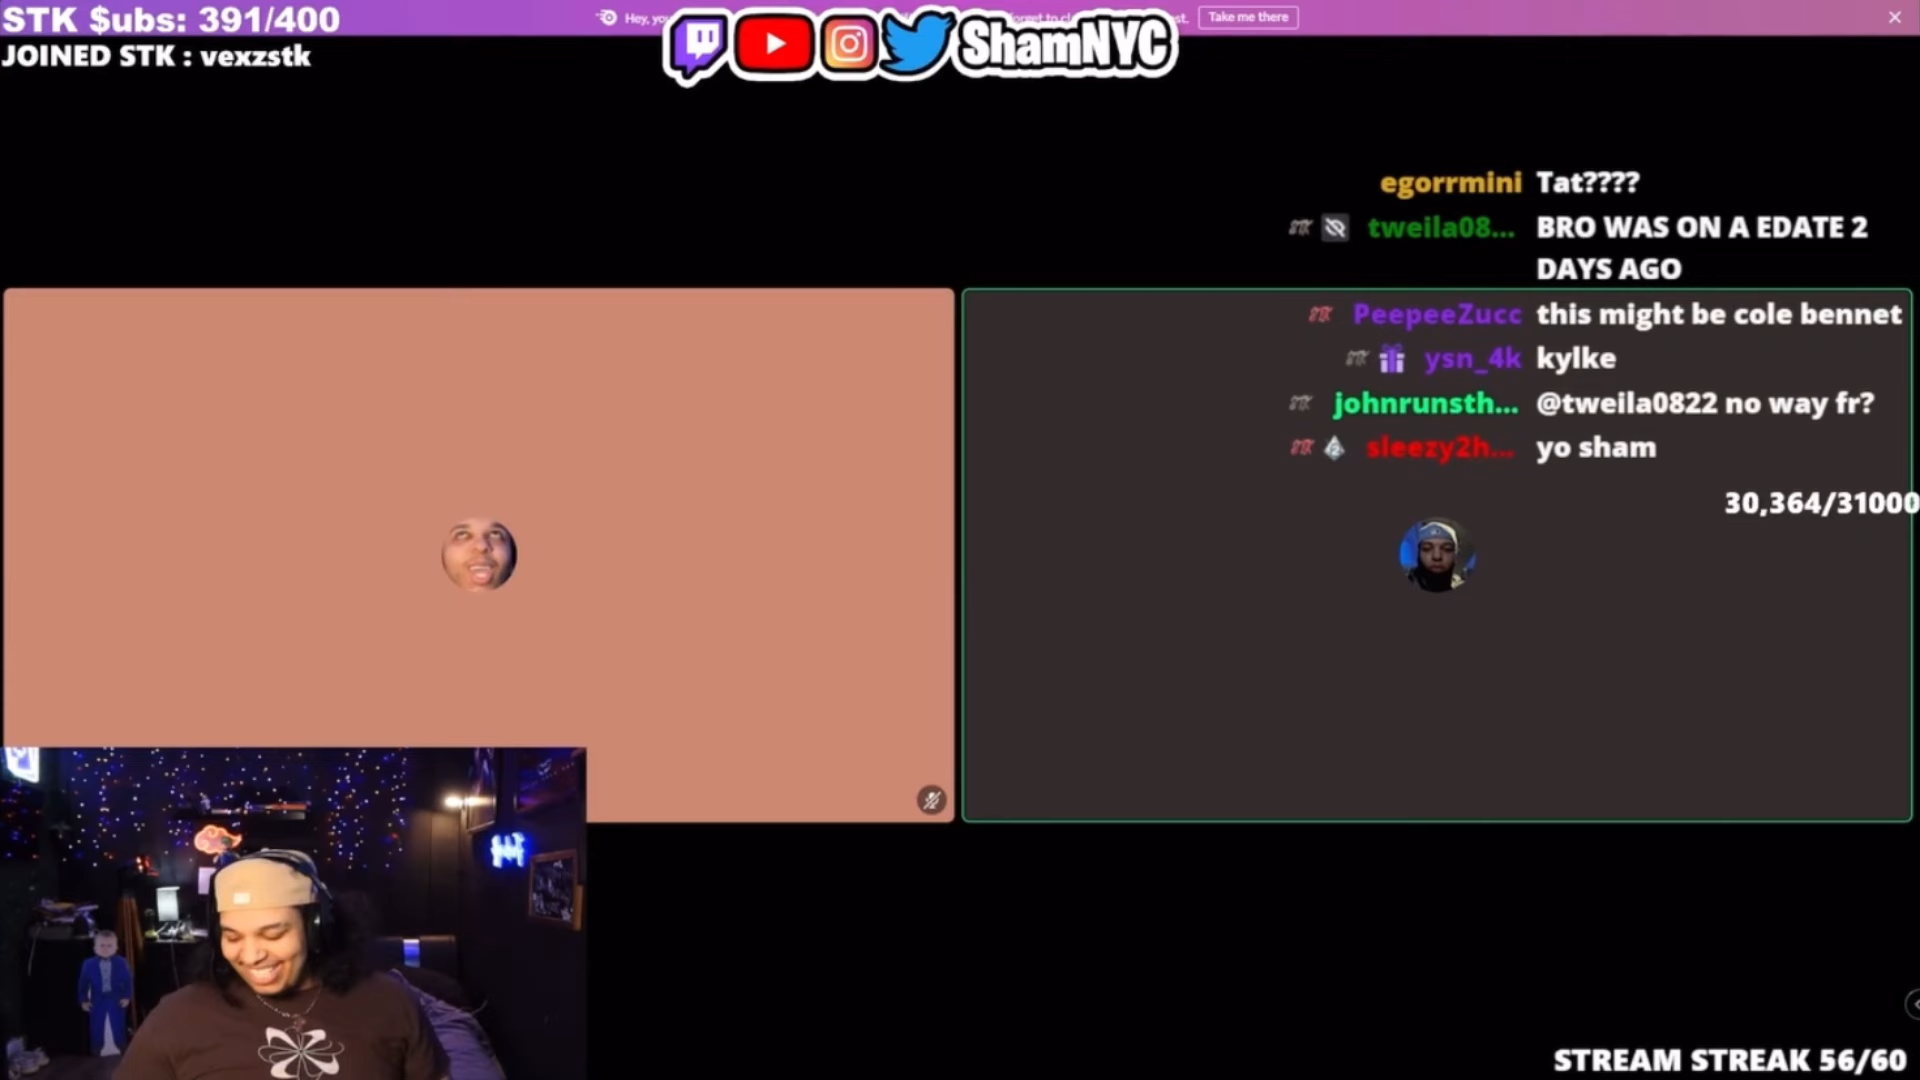 STK $ubs: 391/400
JOINED STK : vexzstk
Hey, you
Take me there
ShamNYC
egorrmini Tat????
tweila08... BRO WAS ON A EDATE 2
DAYS AGO
PeepeeZucc this might be cole bennet
ysn_4k kylke
johnrunsth... @tweila0822 no way fr?
sleezy2h... yo sham
30,364/31000
STREAM STREAK 56/60